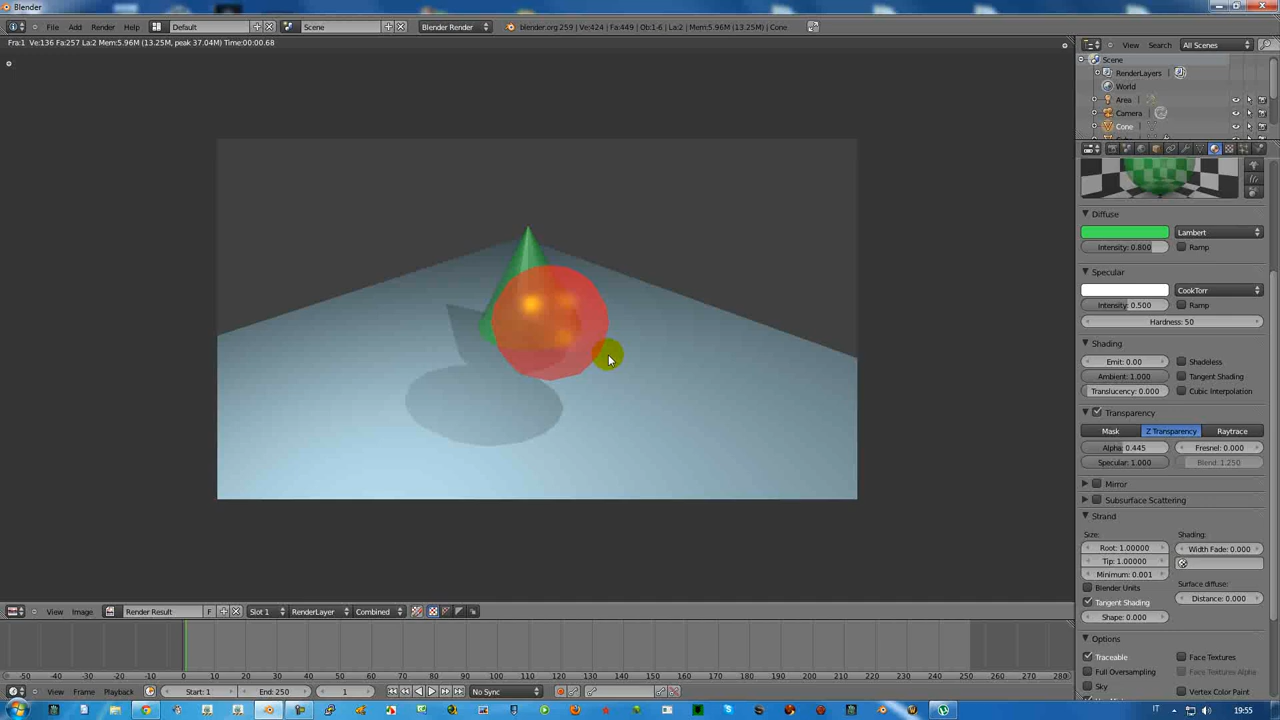 Blender
File Add Render Help Default Scene Blender Render blender.org 259 | Ve:424 | Fa:449 | Ob:1-6 | La:2 | Mem:5.96M (13.25M) | Cone
Fra:1 Ve:136 Fa:257 La:2 Mem:5.96M (13.25M, peak 37.04M) Time:00:00.68
View Search All Scenes
Scene
RenderLayers
World
Area
Camera
Cone
Diffuse
Lambert
Intensity: 0.800 Ramp
Specular
CookTorr
Intensity: 0.500 Ramp
Hardness: 50
Shading
Emit: 0.00 Shadeless
Ambient: 1.000 Tangent Shading
Translucency: 0.000 Cubic Interpolation
Transparency
Mask Z Transparency Raytrace
Alpha: 0.445 Fresnel: 0.000
Specular: 1.000 Blend: 1.250
Mirror
Subsurface Scattering
Strand
Size: Shading:
Root: 1.00000 Width Fade: 0.000
Tip: 1.00000
Minimum: 0.001
Blender Units Surface diffuse:
Tangent Shading Distance: 0.000
Shape: 0.000
Options
Traceable Face Textures
Full Oversampling Face Textures Alpha
Sky Vertex Color Paint
View Image Render Result F Slot 1 RenderLayer Combined
-50 -40 -30 -20 -10 0 10 20 30 40 50 60 70 80 90 100 110 120 130 140 150 160 170 180 190 200 210 220 230 240 250 260 270 280
View Frame Playback Start: 1 End: 250 1 No Sync
IT 19:55